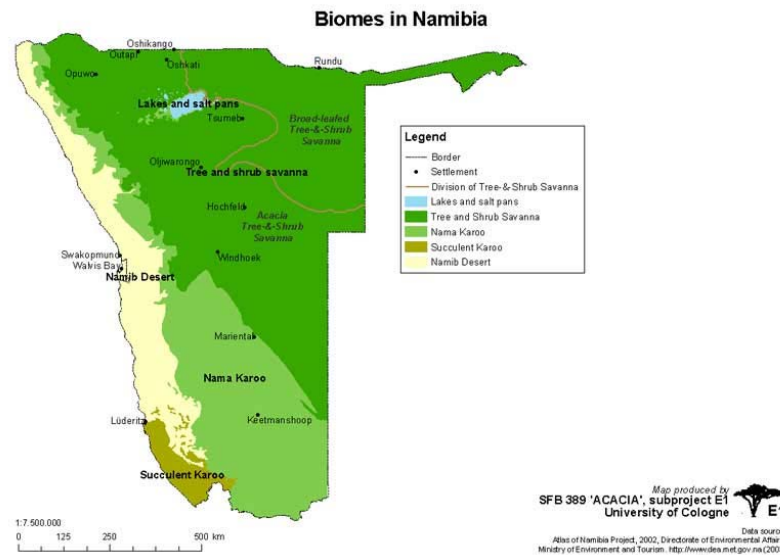 Biomes in Namibia
Oshikango
Outapi
Oshkati
Rundu
Opuwo
Lakes and salt pans
Tsumeb
Broad-leafed
Tree-&-Shrub
Savanna
Otjiwarongo
Tree and shrub savanna
Hochfeld
Acacia
Tree-&-Shrub
Savanna
Swakopmund
Walvis Bay
Windhoek
Namib Desert
Mariental
Nama Karoo
Lüderitz
Keetmanshoop
Succulent Karoo
Legend
Border
Settlement
Division of Tree-& Shrub Savanna
Lakes and salt pans
Tree and Shrub Savanna
Nama Karoo
Succulent Karoo
Namib Desert
1:7.500.000
0 125 250 500 km
Map produced by
SFB 389 'ACACIA', subproject E1
University of Cologne
E1
Data source
Atlas of Namibia Project, 2002, Directorate of Environmental Affair
Ministry of Environment and Tourism. http://www.dea.met.gov.na (200